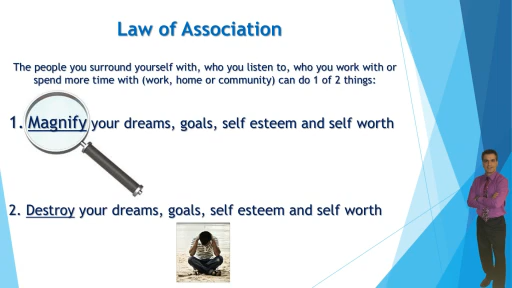 Law of Association
The people you surround yourself with, who you listen to, who you work with or
spend more time with (work, home or community) can do 1 of 2 things:
1. Magnify your dreams, goals, self esteem and self worth
2. Destroy your dreams, goals, self esteem and self worth